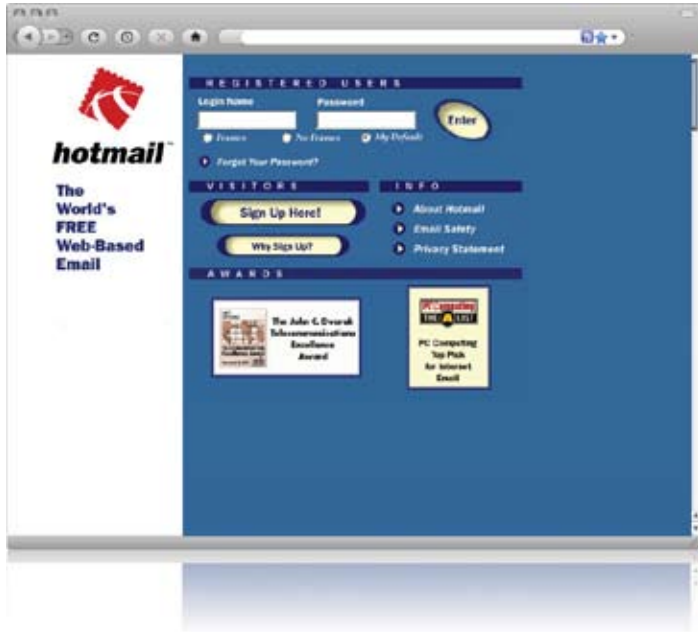 hotmail™
The
World's
FREE
Web-Based
Email
REGISTERED USERS
Login Name Password
Enter
Frames No Frames My Default
Forgot Your Password?
VISITORS
Sign Up Here!
Why Sign Up?
INFO
About Hotmail
Email Safety
Privacy Statement
AWARDS
The John C. Dvorak
Telecommunications
Excellence
Award
PC Computing
THE A LIST
PC Computing
Top Pick
for Internet
Email